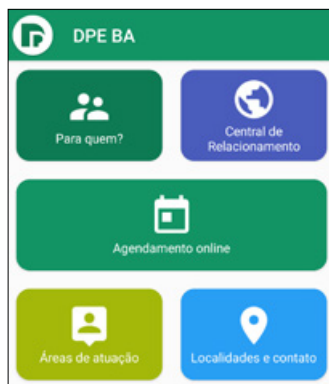 DPE BA
Para quem?
Central de
Relacionamento
Agendamento online
Áreas de atuação
Localidades e contato